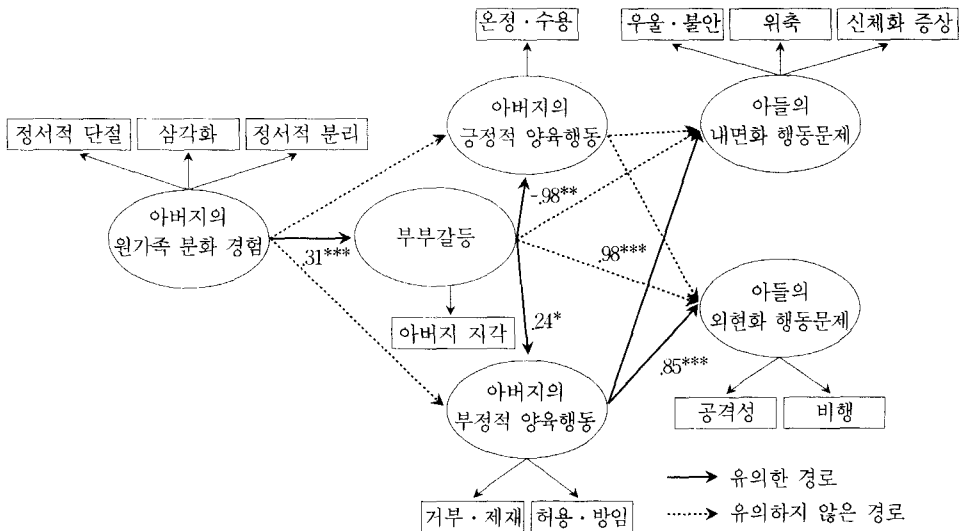 온정·수용
우울·불안
위축
신체화 증상
아버지의
긍정적 양육행동
아들의
내면화 행동문제
정서적 단절
삼각화
정서적 분리
-.98**
아버지의
원가족 분화 경험
.31***
부부갈등
.98***
아들의
외현화 행동문제
아버지 지각
.24*
.85***
아버지의
부정적 양육행동
공격성
비행
거부·제재
허용·방임
유의한 경로
유의하지 않은 경로